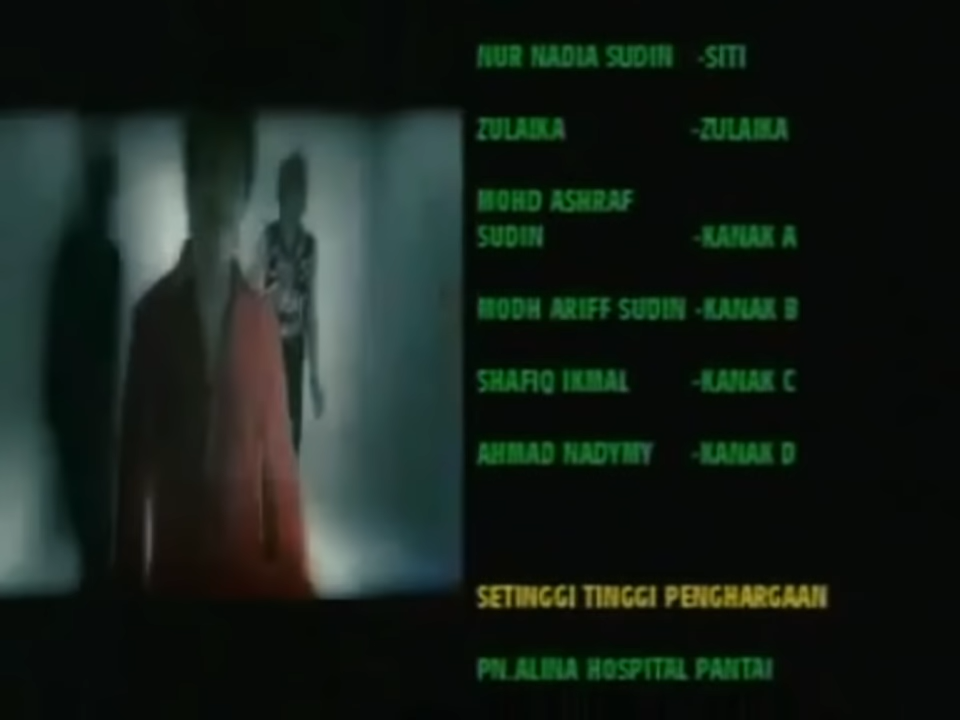 NUR NADIA SUDIN -SITI
ZULAIKA -ZULAIKA
MOHD ASHRAF
SUDIN -KANAK A
MODH ARIFF SUDIN -KANAK B
SHAFIQ IKMAL -KANAK C
AHMAD NADYMY -KANAK D
SETINGGI TINGGI PENGHARGAAN
PN.ALINA HOSPITAL PANTAI